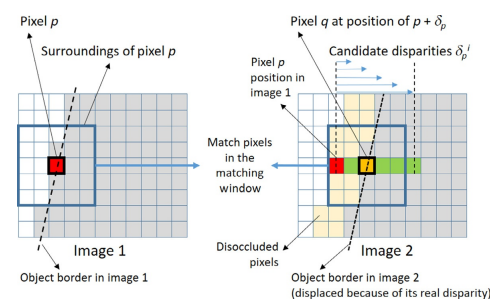 Pixel p
Surroundings of pixel p
Pixel q at position of p + δp
Candidate disparities δpⁱ
Pixel p
position in
image 1
Match pixels
in the
matching
window
Disoccluded
pixels
Image 1
Image 2
Object border in image 1
Object border in image 2
(displaced because of its real disparity)